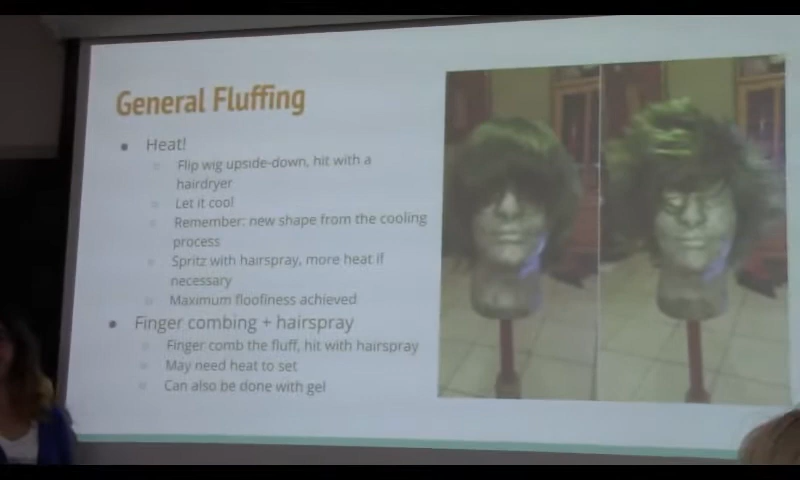 General Fluffing
Heat!
Flip wig upside-down, hit with a
hairdryer
Let it cool
Remember: new shape from the cooling
process
Spritz with hairspray, more heat if
necessary
Maximum floofiness achieved
Finger combing + hairspray
Finger comb the fluff, hit with hairspray
May need heat to set
Can also be done with gel